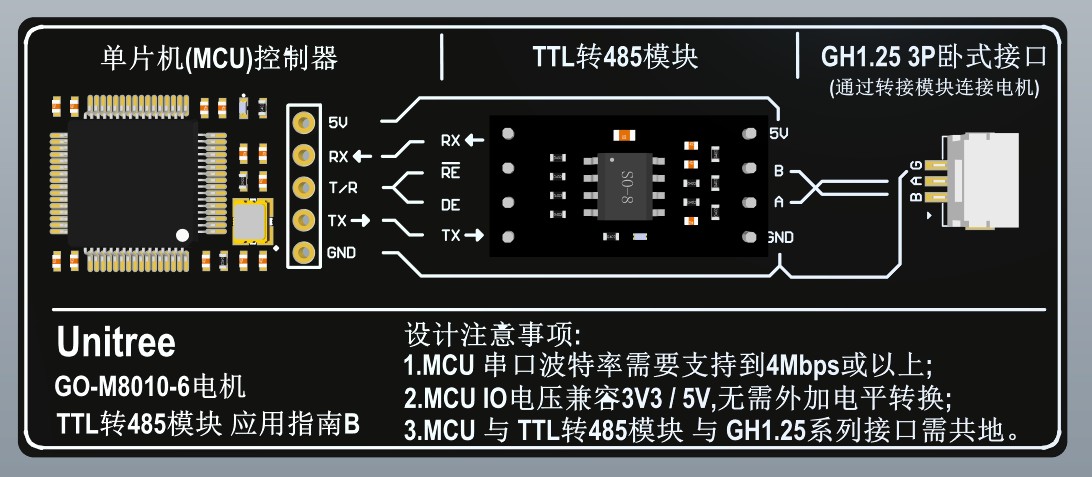 单片机(MCU)控制器
TTL转485模块
GH1.25 3P卧式接口
(通过转接模块连接电机)
5V
RX
T/R
TX
GND
RX
RE
DE
TX
SO-8
5V
B
A
GND
G
A
B
Unitree
GO-M8010-6电机
TTL转485模块 应用指南B
设计注意事项:
1.MCU 串口波特率需要支持到4Mbps或以上;
2.MCU IO电压兼容3V3 / 5V,无需外加电平转换;
3.MCU 与 TTL转485模块 与 GH1.25系列接口需共地。